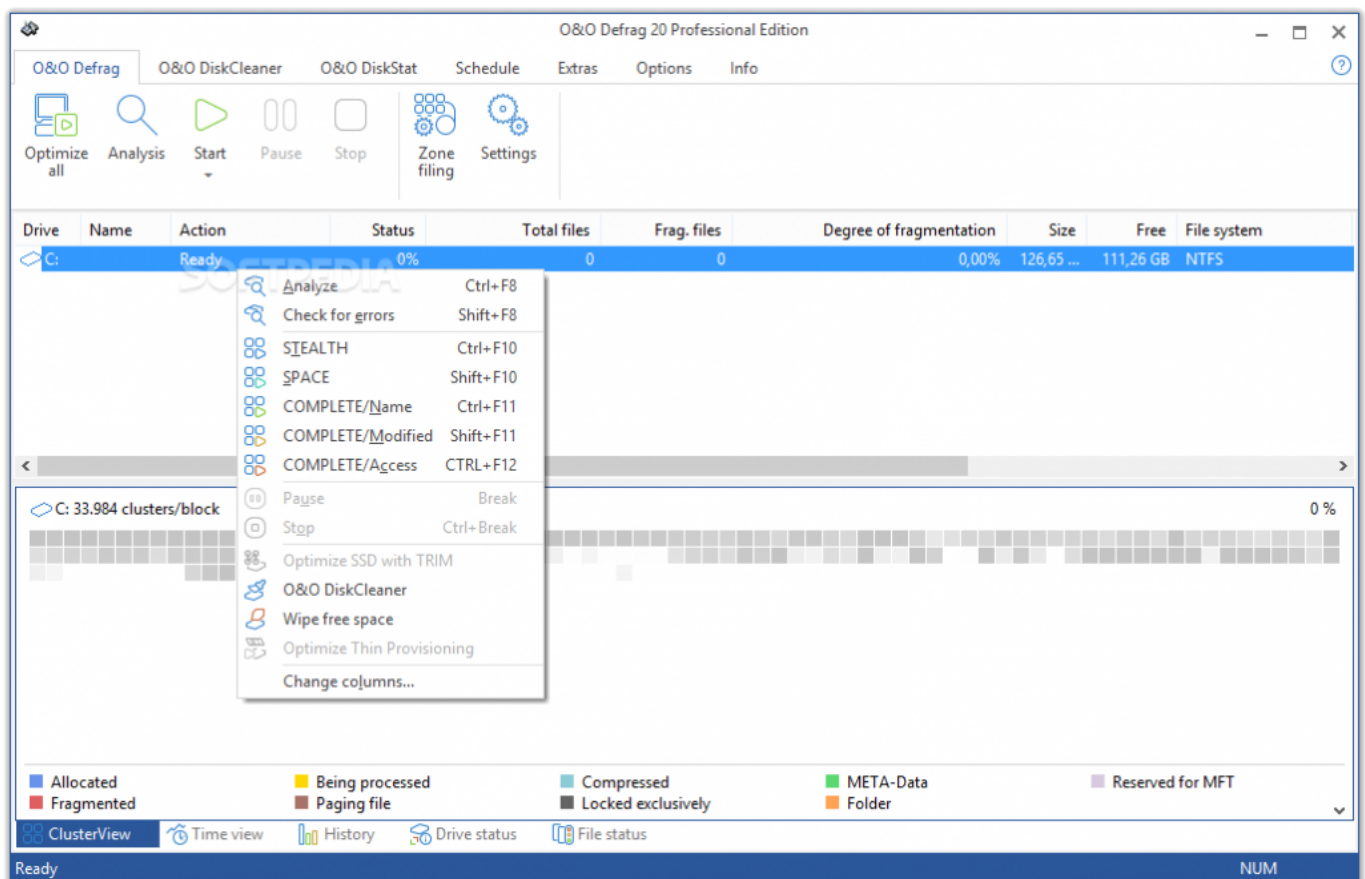 O&O Defrag 20 Professional Edition
O&O Defrag O&O DiskCleaner O&O DiskStat Schedule Extras Options Info
Optimize all Analysis Start Pause Stop Zone filing Settings
Drive Name Action Status Total files Frag. files Degree of fragmentation Size Free File system
C: Ready 0% 0 0 0,00% 126,65 ... 111,26 GB NTFS
SOFTPEDIA
Analyze Ctrl+F8
Check for errors Shift+F8
STEALTH Ctrl+F10
SPACE Shift+F10
COMPLETE/Name Ctrl+F11
COMPLETE/Modified Shift+F11
COMPLETE/Access CTRL+F12
Pause Break
Stop Ctrl+Break
Optimize SSD with TRIM
O&O DiskCleaner
Wipe free space
Optimize Thin Provisioning
Change columns...
C: 33.984 clusters/block 0 %
Allocated Being processed Compressed META-Data Reserved for MFT
Fragmented Paging file Locked exclusively Folder
ClusterView Time view History Drive status File status
Ready NUM